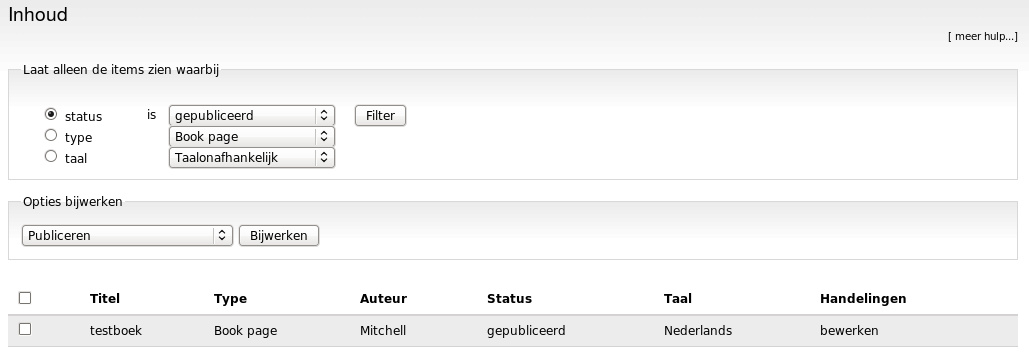 Inhoud
[ meer hulp...]
Laat alleen de items zien waarbij
status is gepubliceerd Filter
type Book page
taal Taalonafhankelijk
Opties bijwerken
Publiceren Bijwerken
Titel Type Auteur Status Taal Handelingen
testboek Book page Mitchell gepubliceerd Nederlands bewerken